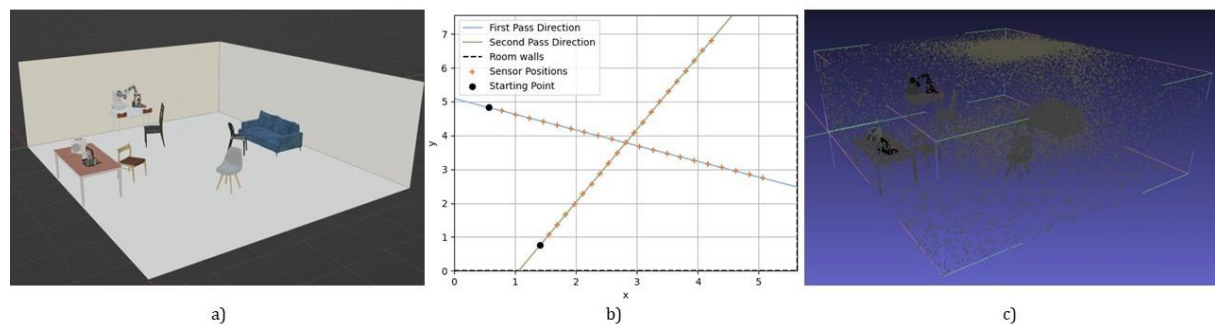 First Pass Direction
Second Pass Direction
Room walls
Sensor Positions
Starting Point
7
6
5
4
3
2
1
0
y
0 1 2 3 4 5
x
a) b) c)